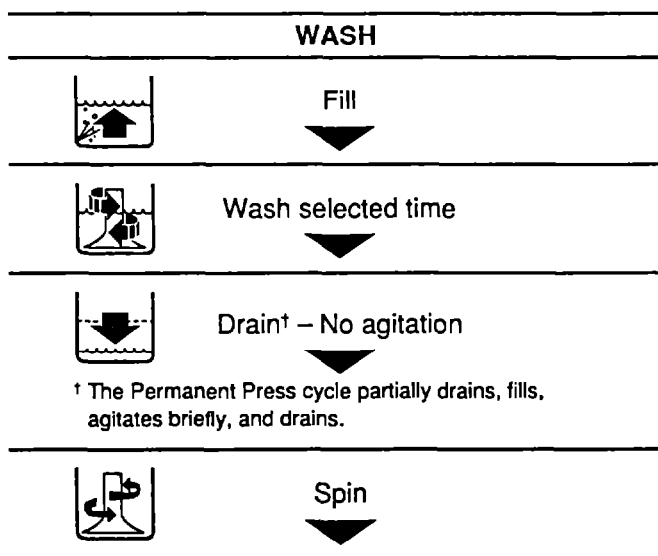 WASH
Fill
Wash selected time
Drain† – No agitation
† The Permanent Press cycle partially drains, fills,
agitates briefly, and drains.
Spin